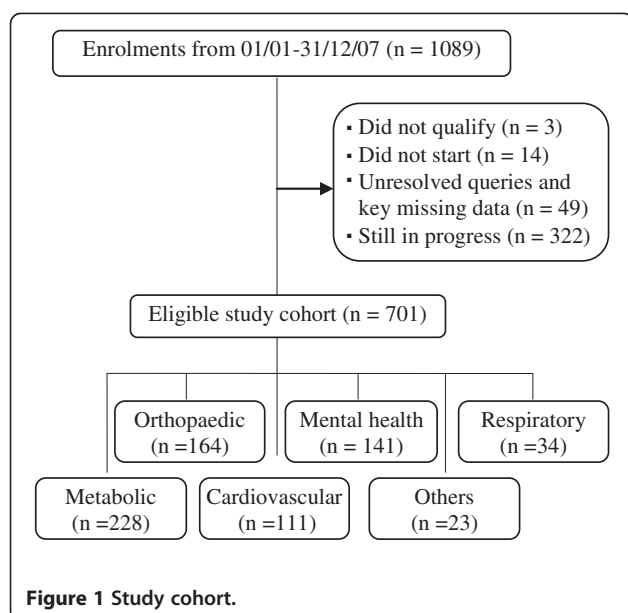 Enrolments from 01/01-31/12/07 (n = 1089)
▪ Did not qualify (n = 3)
▪ Did not start (n = 14)
▪ Unresolved queries and
key missing data (n = 49)
▪ Still in progress (n = 322)
Eligible study cohort (n = 701)
Orthopaedic
(n =164)
Mental health
(n = 141)
Respiratory
(n =34)
Metabolic
(n =228)
Cardiovascular
(n =111)
Others
(n =23)
Figure 1 Study cohort.